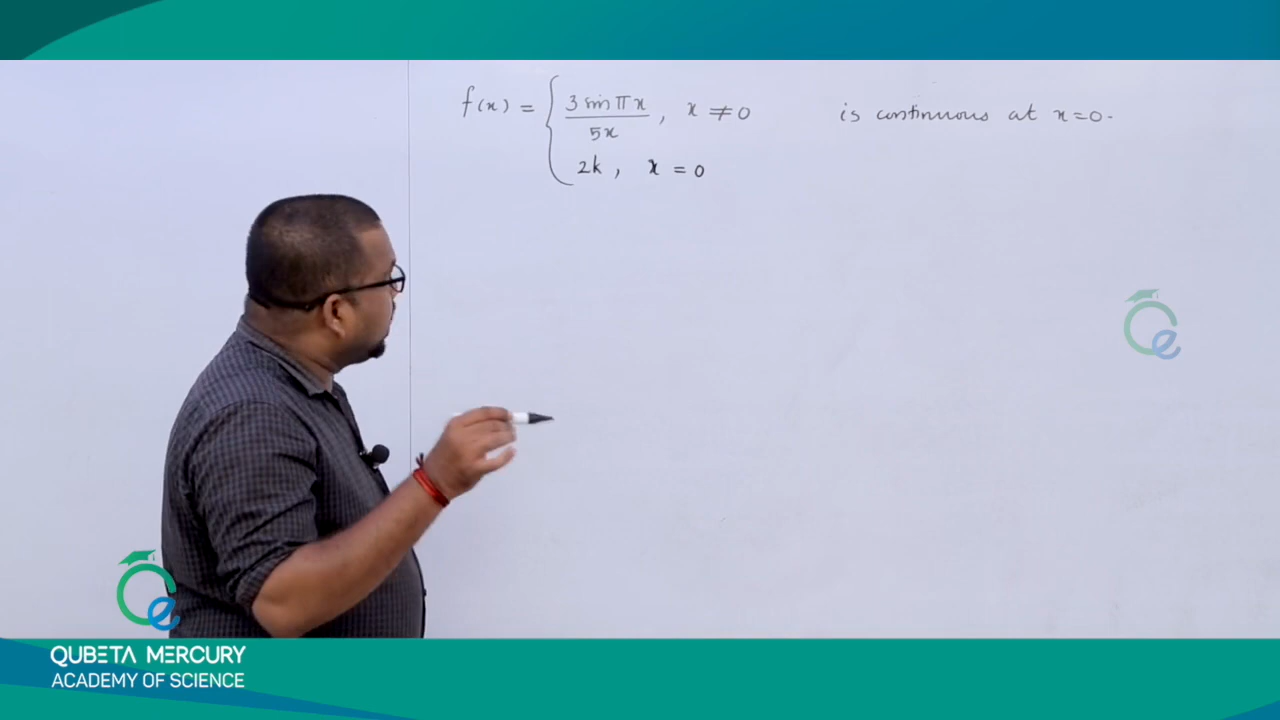 f(x) = { 3 sin πx / 5x , x ≠ 0 is continuous at x=0.
2k , x = 0
QUBETA MERCURY
ACADEMY OF SCIENCE